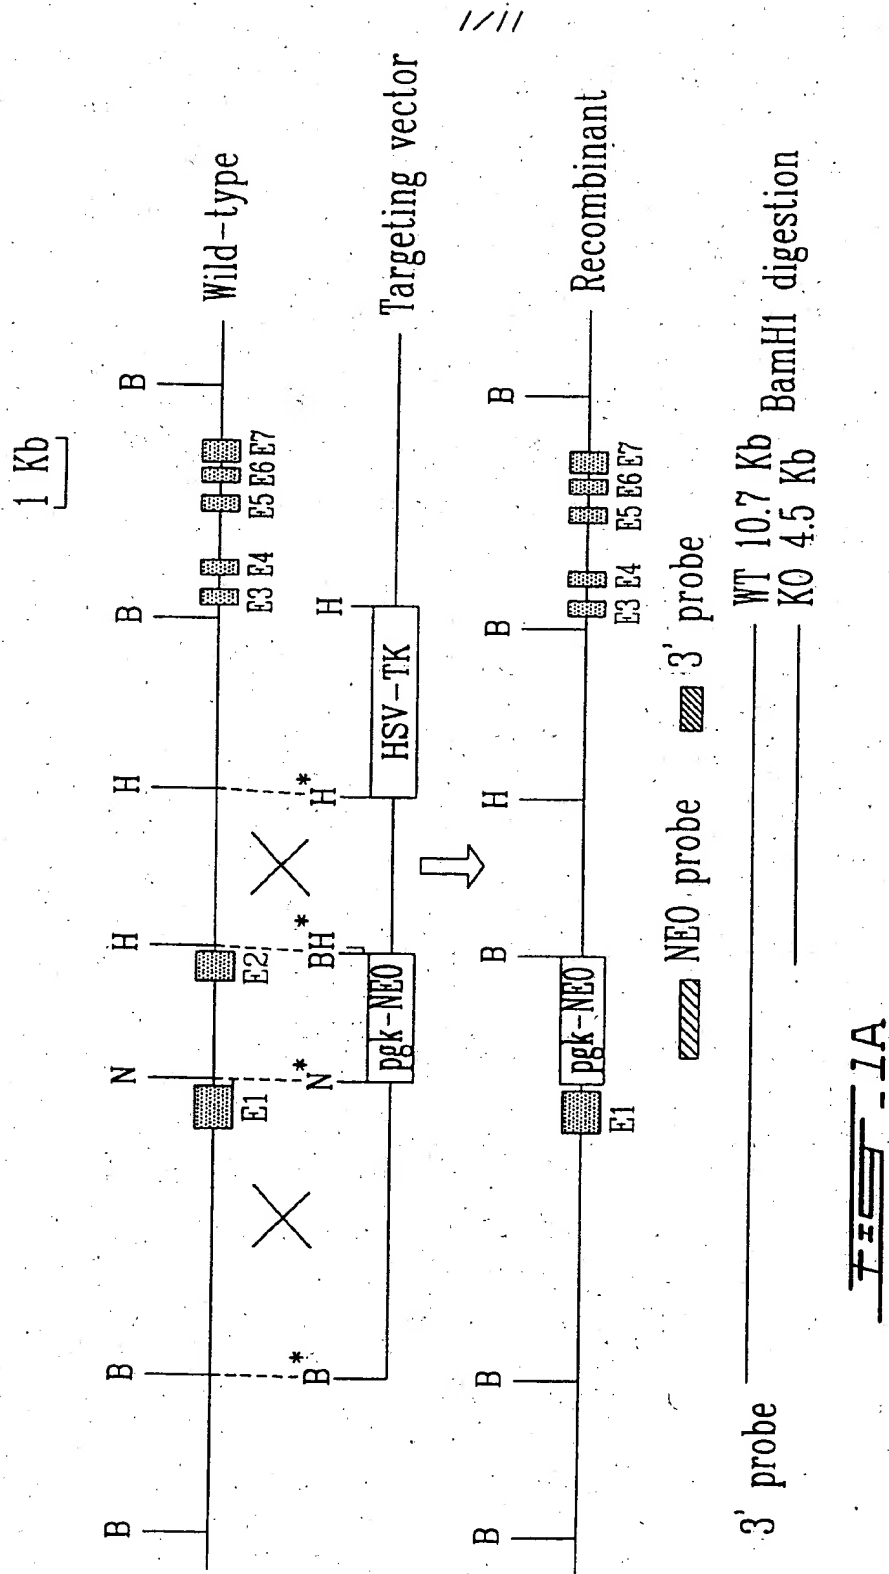 1/11
1 Kb
B B N H H B B Wild-type
E1 E2 E3 E4 E5 E6 E7
* * * *
B N BH H H Targeting vector
pgk-NEO HSV-TK
B B B H B B Recombinant
pgk-NEO
E1 E3 E4 E5 E6 E7
NEO probe 3' probe
3' probe WT 10.7 Kb
KO 4.5 Kb BamH1 digestion
FIG-1A